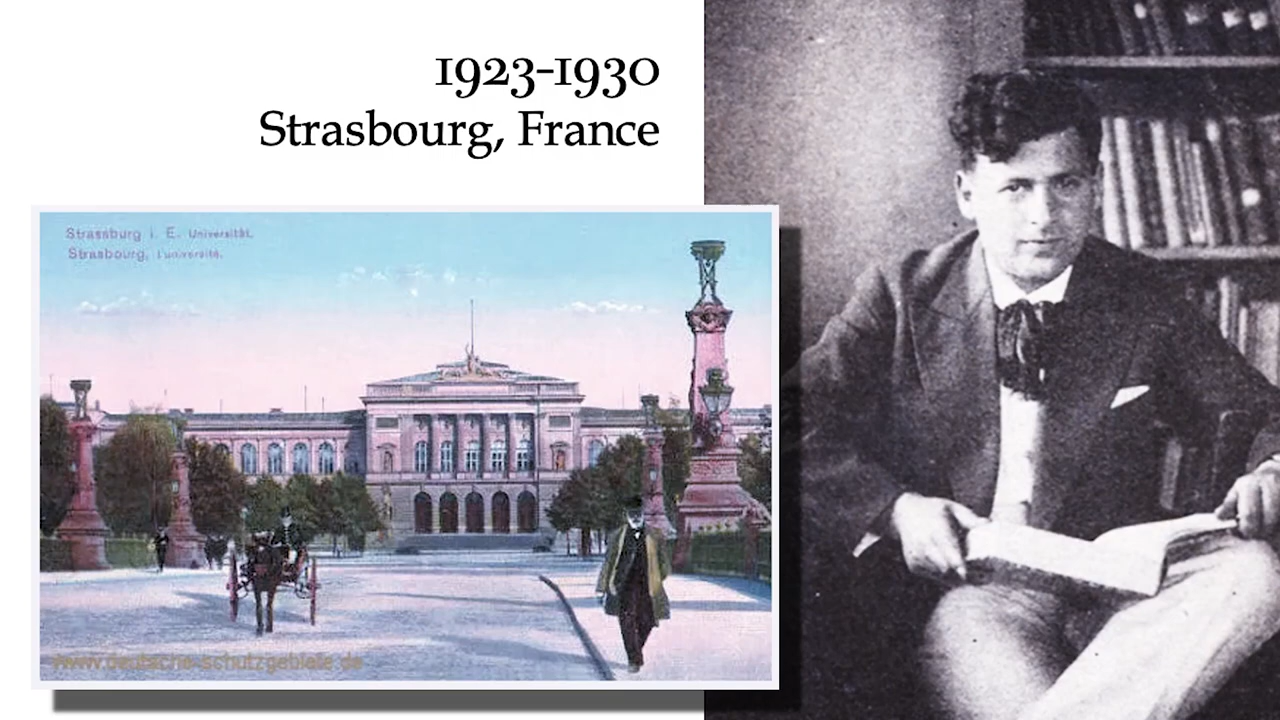 1923-1930
Strasbourg, France
Strassburg i. E. Universität.
Strasbourg, l'université.
www.deutsche-schutzgebiete.de